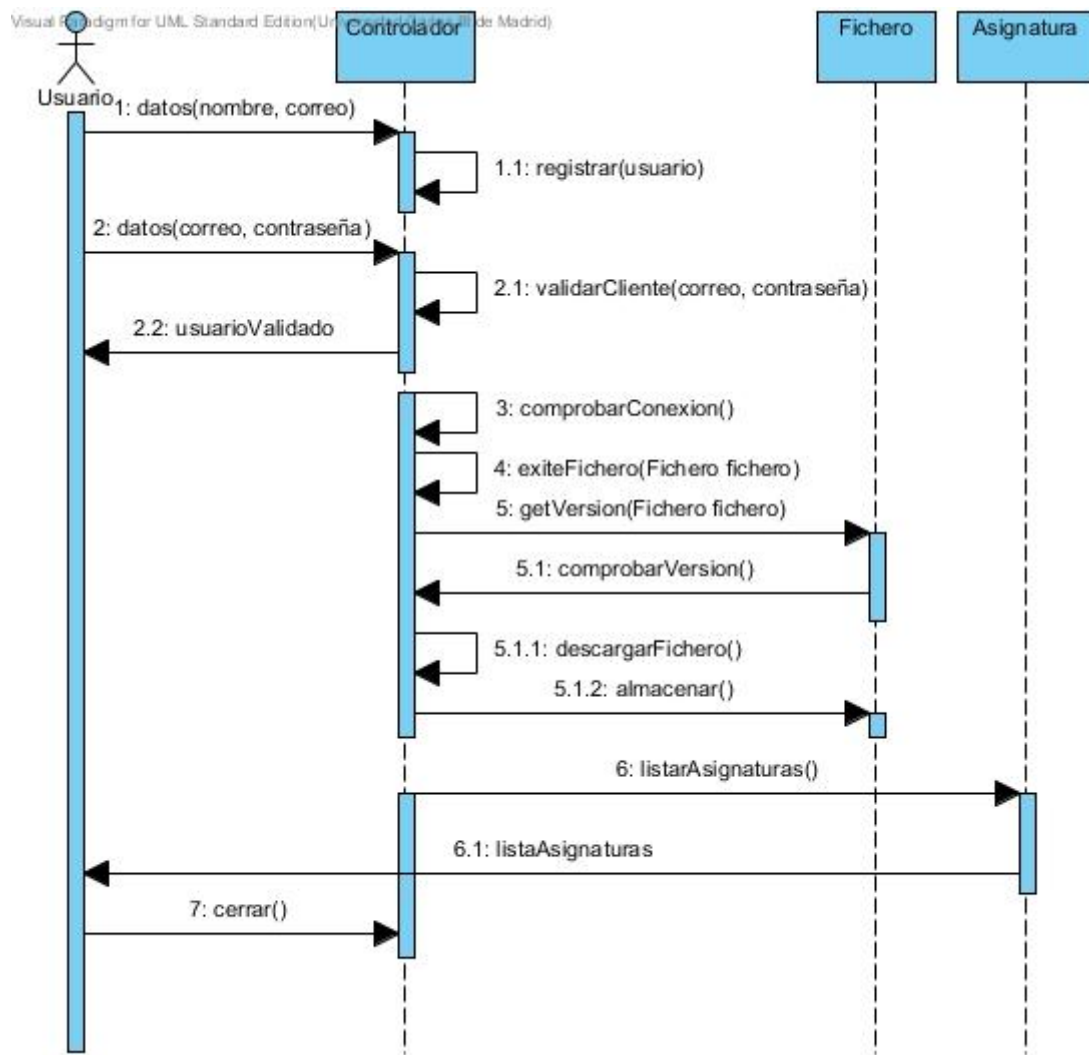 Visual Paradigm for UML Standard Edition(Universidad Carlos III de Madrid)
Controlador
Fichero
Asignatura
Usuario
1: datos(nombre, correo)
1.1: registrar(usuario)
2: datos(correo, contraseña)
2.1: validarCliente(correo, contraseña)
2.2: usuarioValidado
3: comprobarConexion()
4: exiteFichero(Fichero fichero)
5: getVersion(Fichero fichero)
5.1: comprobarVersion()
5.1.1: descargarFichero()
5.1.2: almacenar()
6: listarAsignaturas()
6.1: listaAsignaturas
7: cerrar()